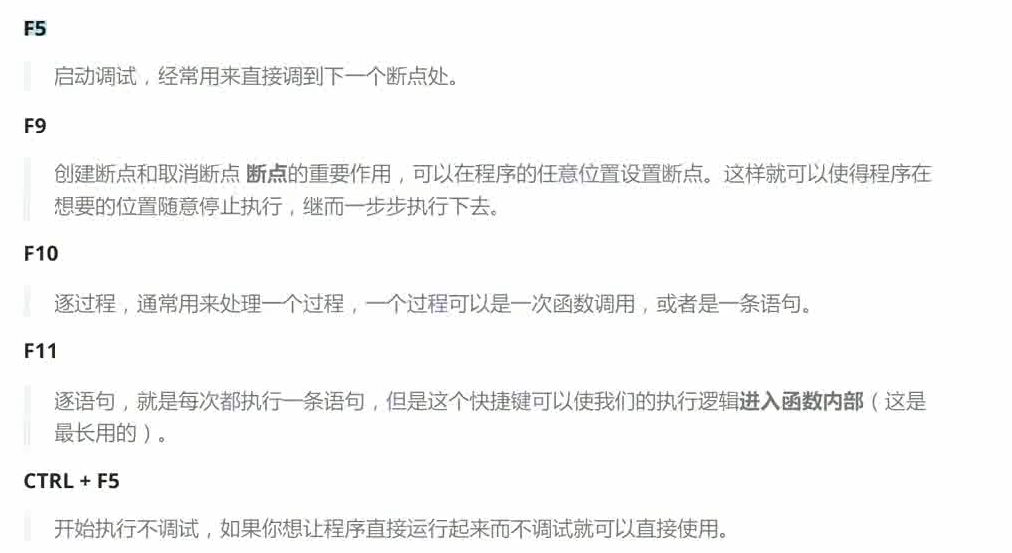 F5
启动调试，经常用来直接调到下一个断点处。
F9
创建断点和取消断点 断点的重要作用，可以在程序的任意位置设置断点。这样就可以使得程序在
想要的位置随意停止执行，继而一步步执行下去。
F10
逐过程，通常用来处理一个过程，一个过程可以是一次函数调用，或者是一条语句。
F11
逐语句，就是每次都执行一条语句，但是这个快捷键可以使我们的执行逻辑进入函数内部（这是
最长用的）。
CTRL + F5
开始执行不调试，如果你想让程序直接运行起来而不调试就可以直接使用。